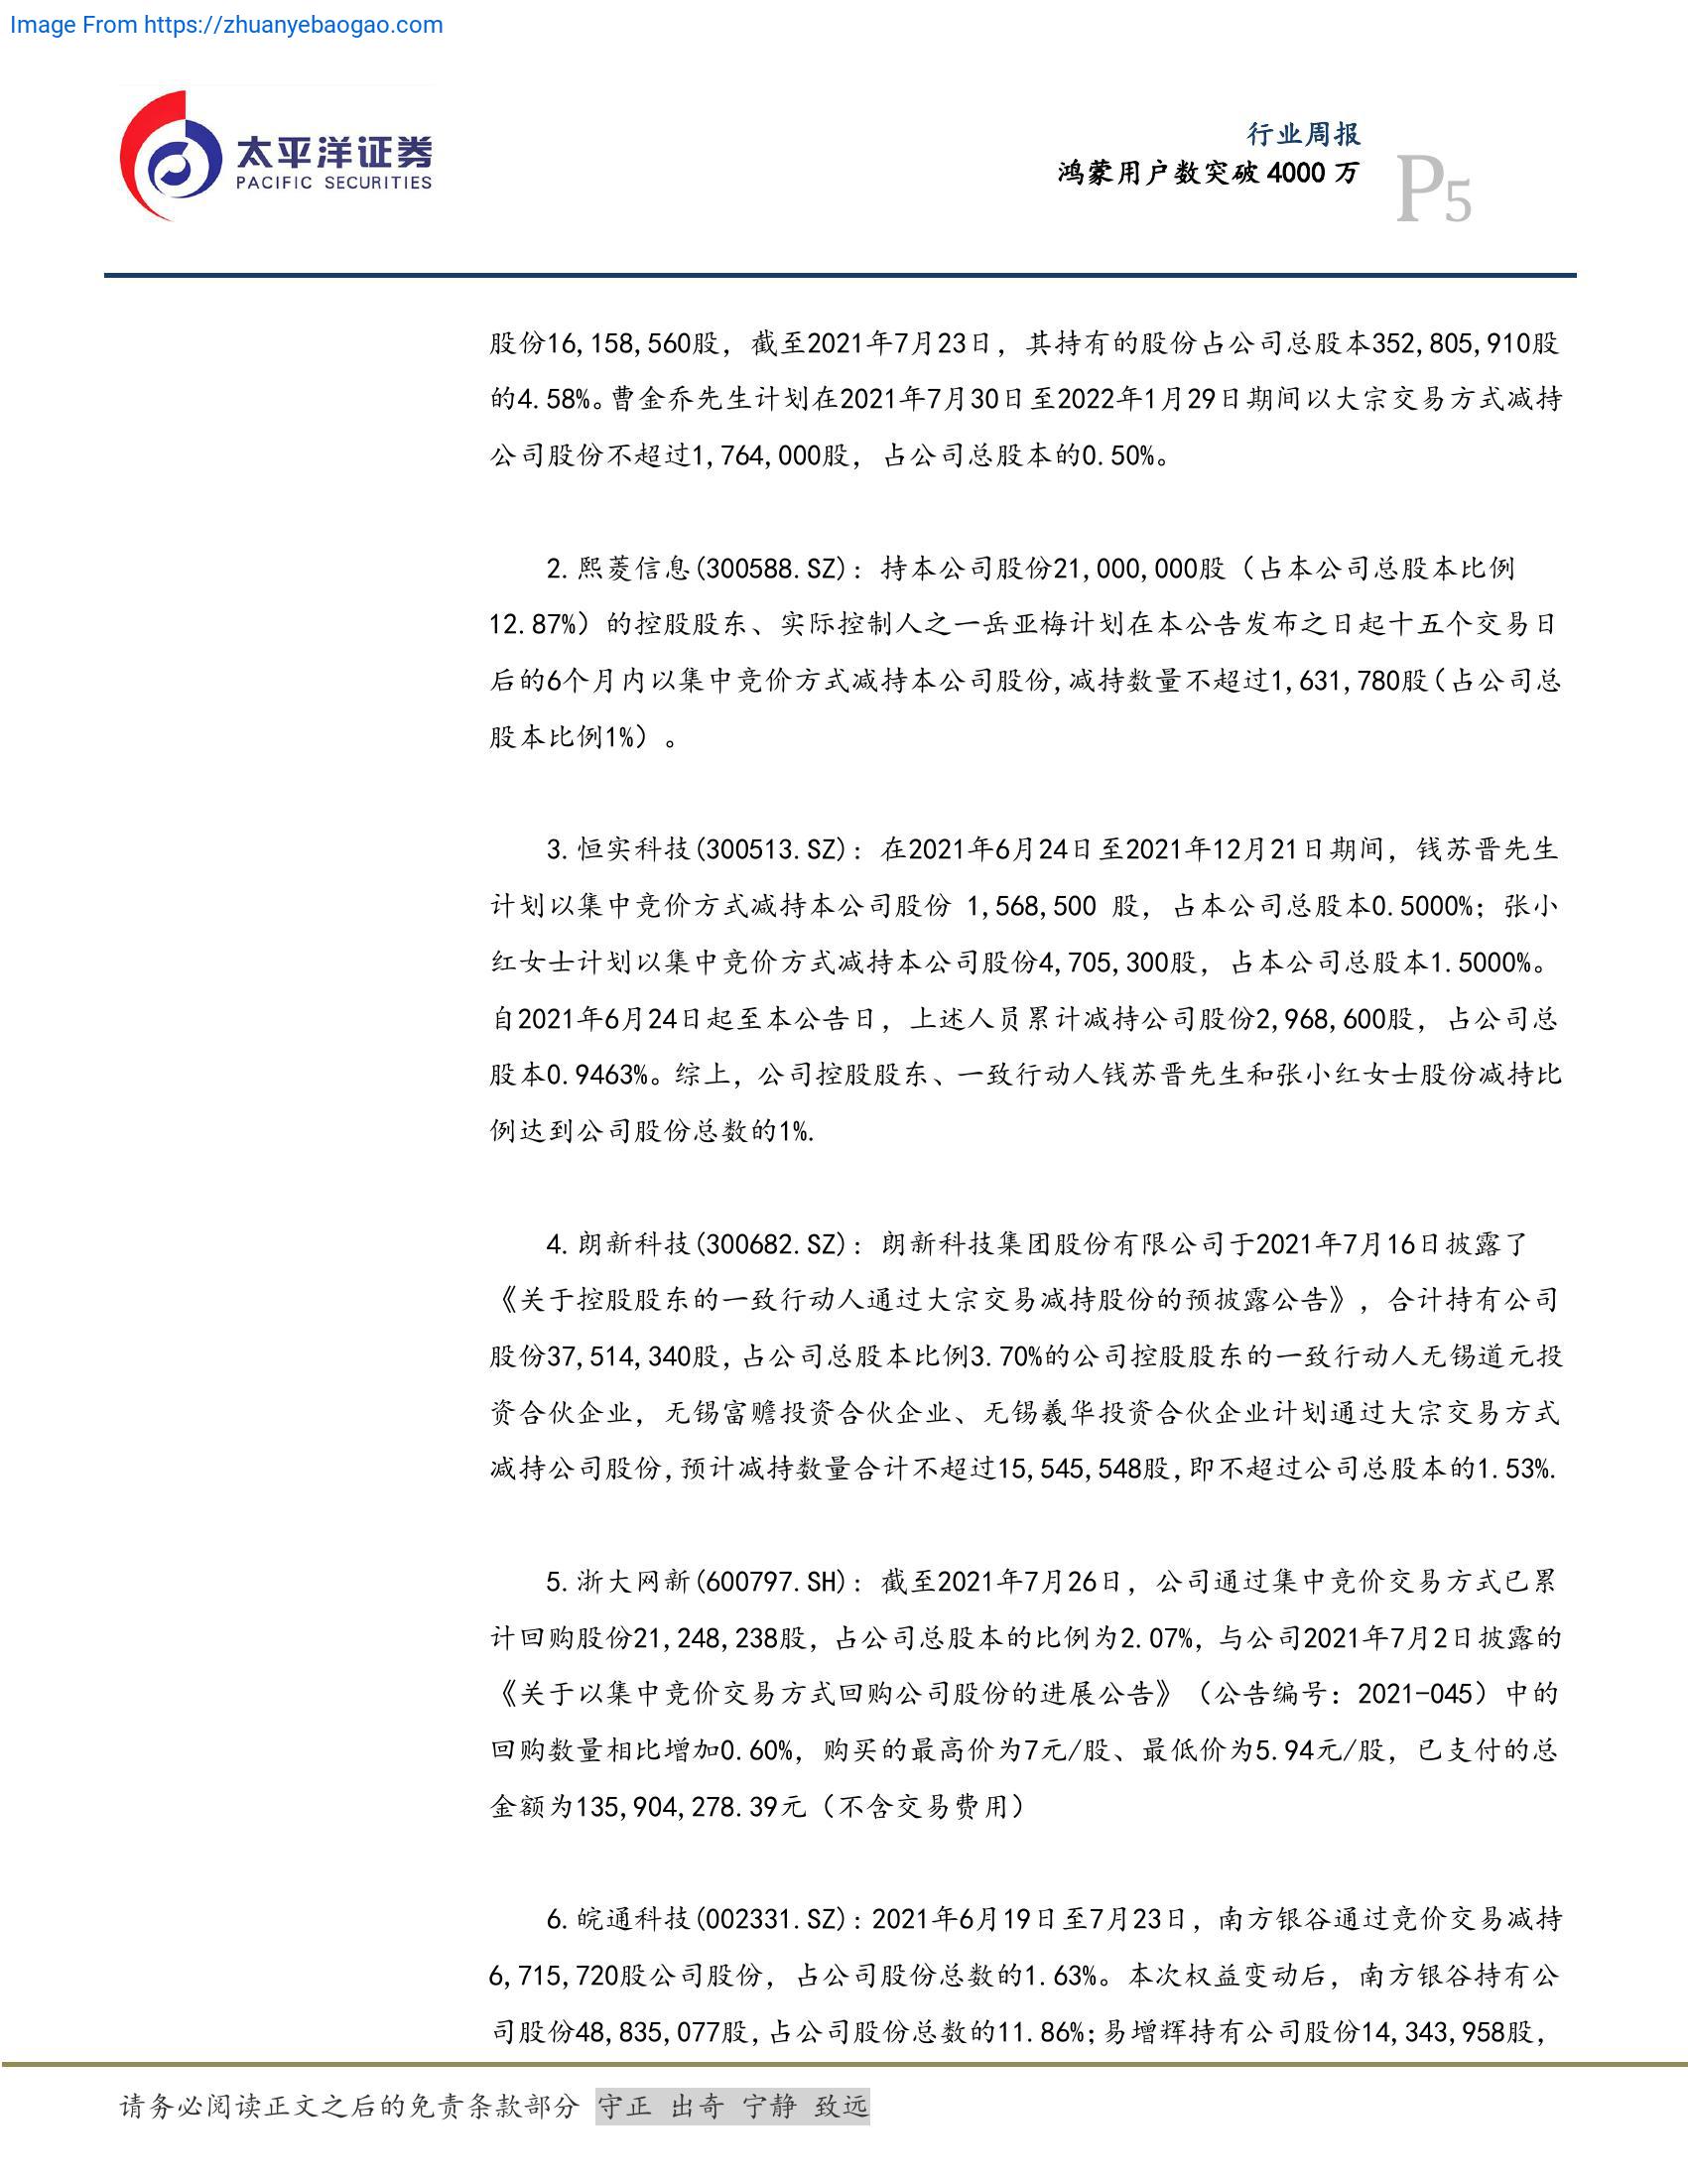 Image From https://zhuanyebaogao.com
太平洋证券
PACIFIC SECURITIES
行业周报
鸿蒙用户数突破 4000 万
P5
股份16,158,560股，截至2021年7月23日，其持有的股份占公司总股本352,805,910股
的4.58%。曹金乔先生计划在2021年7月30日至2022年1月29日期间以大宗交易方式减持
公司股份不超过1,764,000股，占公司总股本的0.50%。
2.熙菱信息(300588.SZ)：持本公司股份21,000,000股（占本公司总股本比例
12.87%）的控股股东、实际控制人之一岳亚梅计划在本公告发布之日起十五个交易日
后的6个月内以集中竞价方式减持本公司股份,减持数量不超过1,631,780股（占公司总
股本比例1%）。
3.恒实科技(300513.SZ)：在2021年6月24日至2021年12月21日期间，钱苏晋先生
计划以集中竞价方式减持本公司股份 1,568,500 股，占本公司总股本0.5000%；张小
红女士计划以集中竞价方式减持本公司股份4,705,300股，占本公司总股本1.5000%。
自2021年6月24日起至本公告日，上述人员累计减持公司股份2,968,600股，占公司总
股本0.9463%。综上，公司控股股东、一致行动人钱苏晋先生和张小红女士股份减持比
例达到公司股份总数的1%.
4.朗新科技(300682.SZ)：朗新科技集团股份有限公司于2021年7月16日披露了
《关于控股股东的一致行动人通过大宗交易减持股份的预披露公告》，合计持有公司
股份37,514,340股,占公司总股本比例3.70%的公司控股股东的一致行动人无锡道元投
资合伙企业，无锡富赡投资合伙企业、无锡羲华投资合伙企业计划通过大宗交易方式
减持公司股份,预计减持数量合计不超过15,545,548股,即不超过公司总股本的1.53%.
5.浙大网新(600797.SH)：截至2021年7月26日，公司通过集中竞价交易方式已累
计回购股份21,248,238股，占公司总股本的比例为2.07%，与公司2021年7月2日披露的
《关于以集中竞价交易方式回购公司股份的进展公告》（公告编号：2021-045）中的
回购数量相比增加0.60%，购买的最高价为7元/股、最低价为5.94元/股，已支付的总
金额为135,904,278.39元（不含交易费用）
6.皖通科技(002331.SZ)：2021年6月19日至7月23日，南方银谷通过竞价交易减持
6,715,720股公司股份，占公司股份总数的1.63%。本次权益变动后，南方银谷持有公
司股份48,835,077股,占公司股份总数的11.86%;易增辉持有公司股份14,343,958股，
请务必阅读正文之后的免责条款部分 守正 出奇 宁静 致远